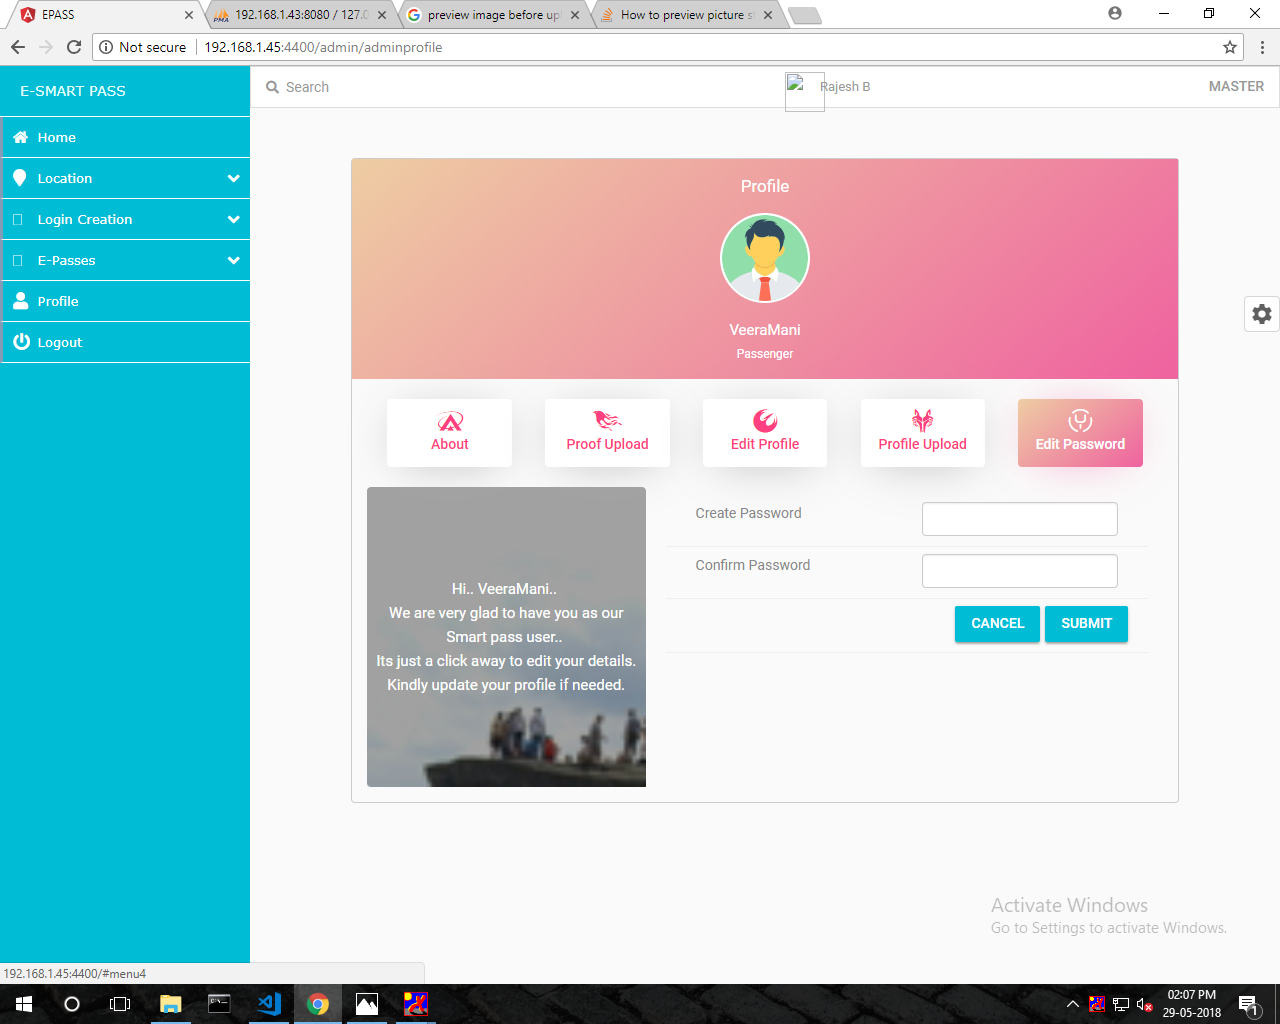 EPASS
192.168.1.43:8080 / 127.0
preview image before up
How to preview picture s
Not secure
192.168.1.45:4400/admin/adminprofile
E-SMART PASS
Search
Rajesh B
MASTER
Home
Location
Login Creation
E-Passes
Profile
Logout
Profile
VeeraMani
Passenger
About
Proof Upload
Edit Profile
Profile Upload
Edit Password
Hi.. VeeraMani..
We are very glad to have you as our
Smart pass user..
Its just a click away to edit your details.
Kindly update your profile if needed.
Create Password
Confirm Password
CANCEL
SUBMIT
Activate Windows
Go to Settings to activate Windows.
192.168.1.45:4400/#menu4
02:07 PM
29-05-2018
1